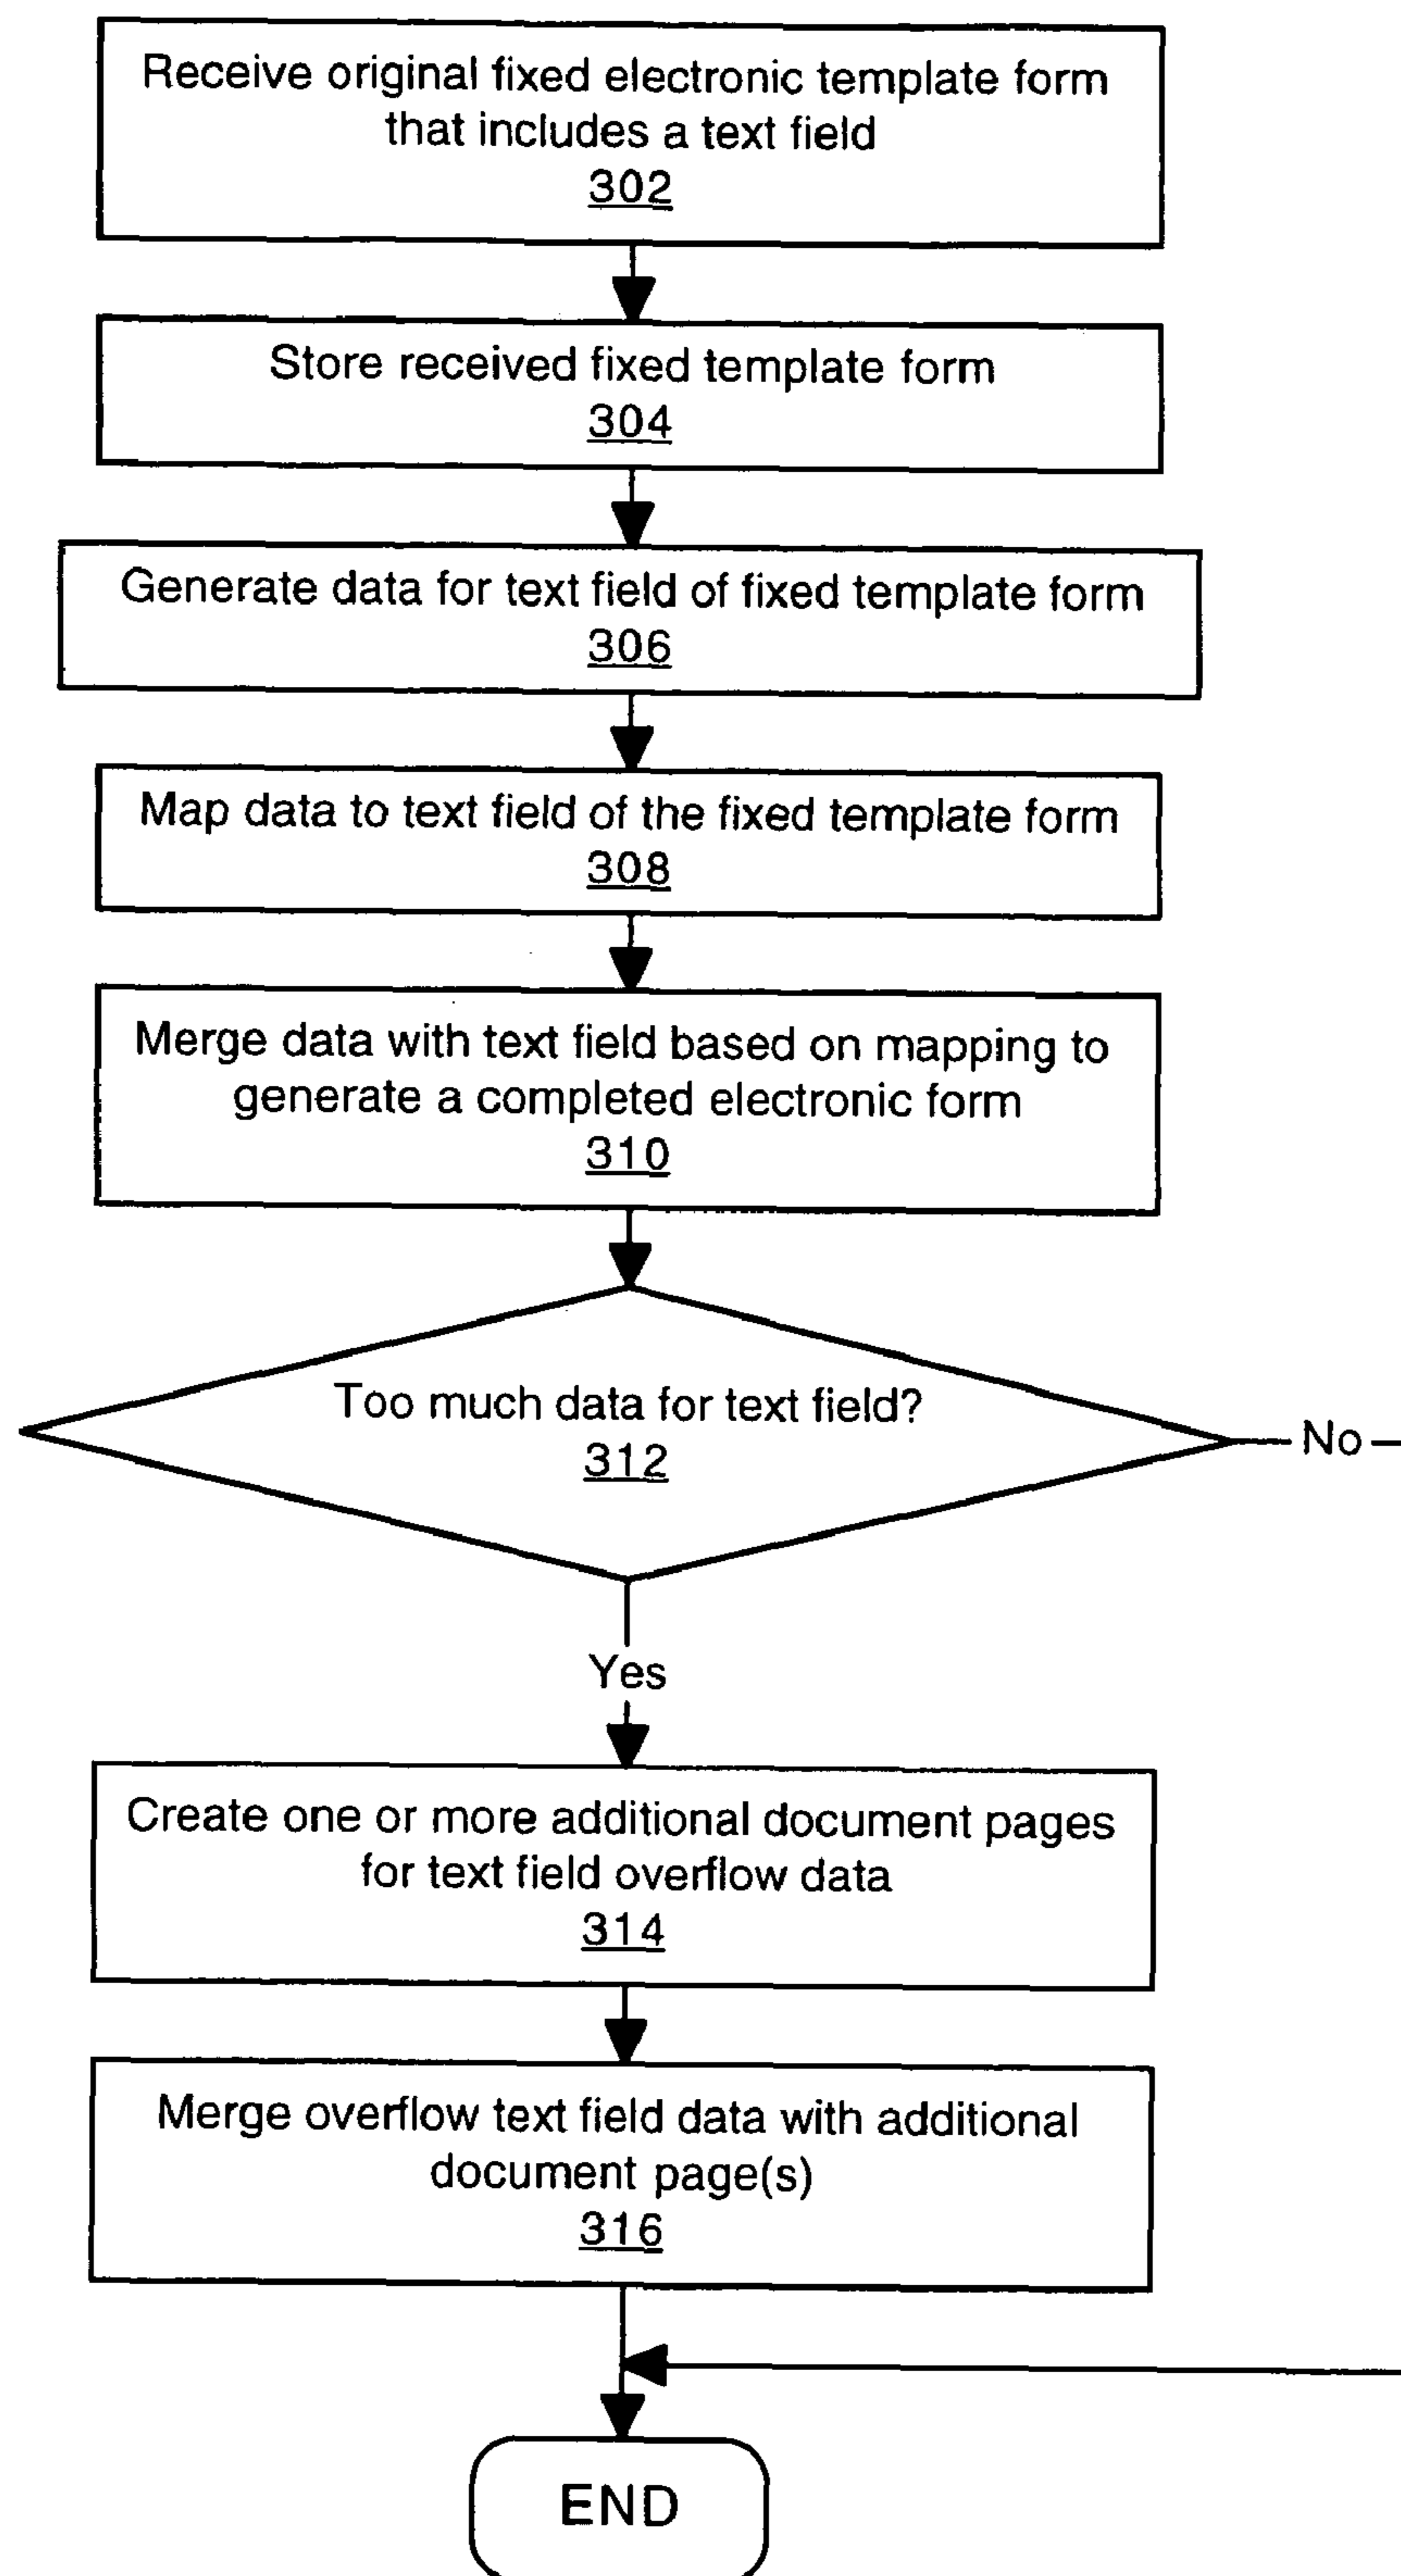 Receive original fixed electronic template form
that includes a text field
302
Store received fixed template form
304
Generate data for text field of fixed template form
306
Map data to text field of the fixed template form
308
Merge data with text field based on mapping to
generate a completed electronic form
310
Too much data for text field?
312
No
Yes
Create one or more additional document pages
for text field overflow data
314
Merge overflow text field data with additional
document page(s)
316
END